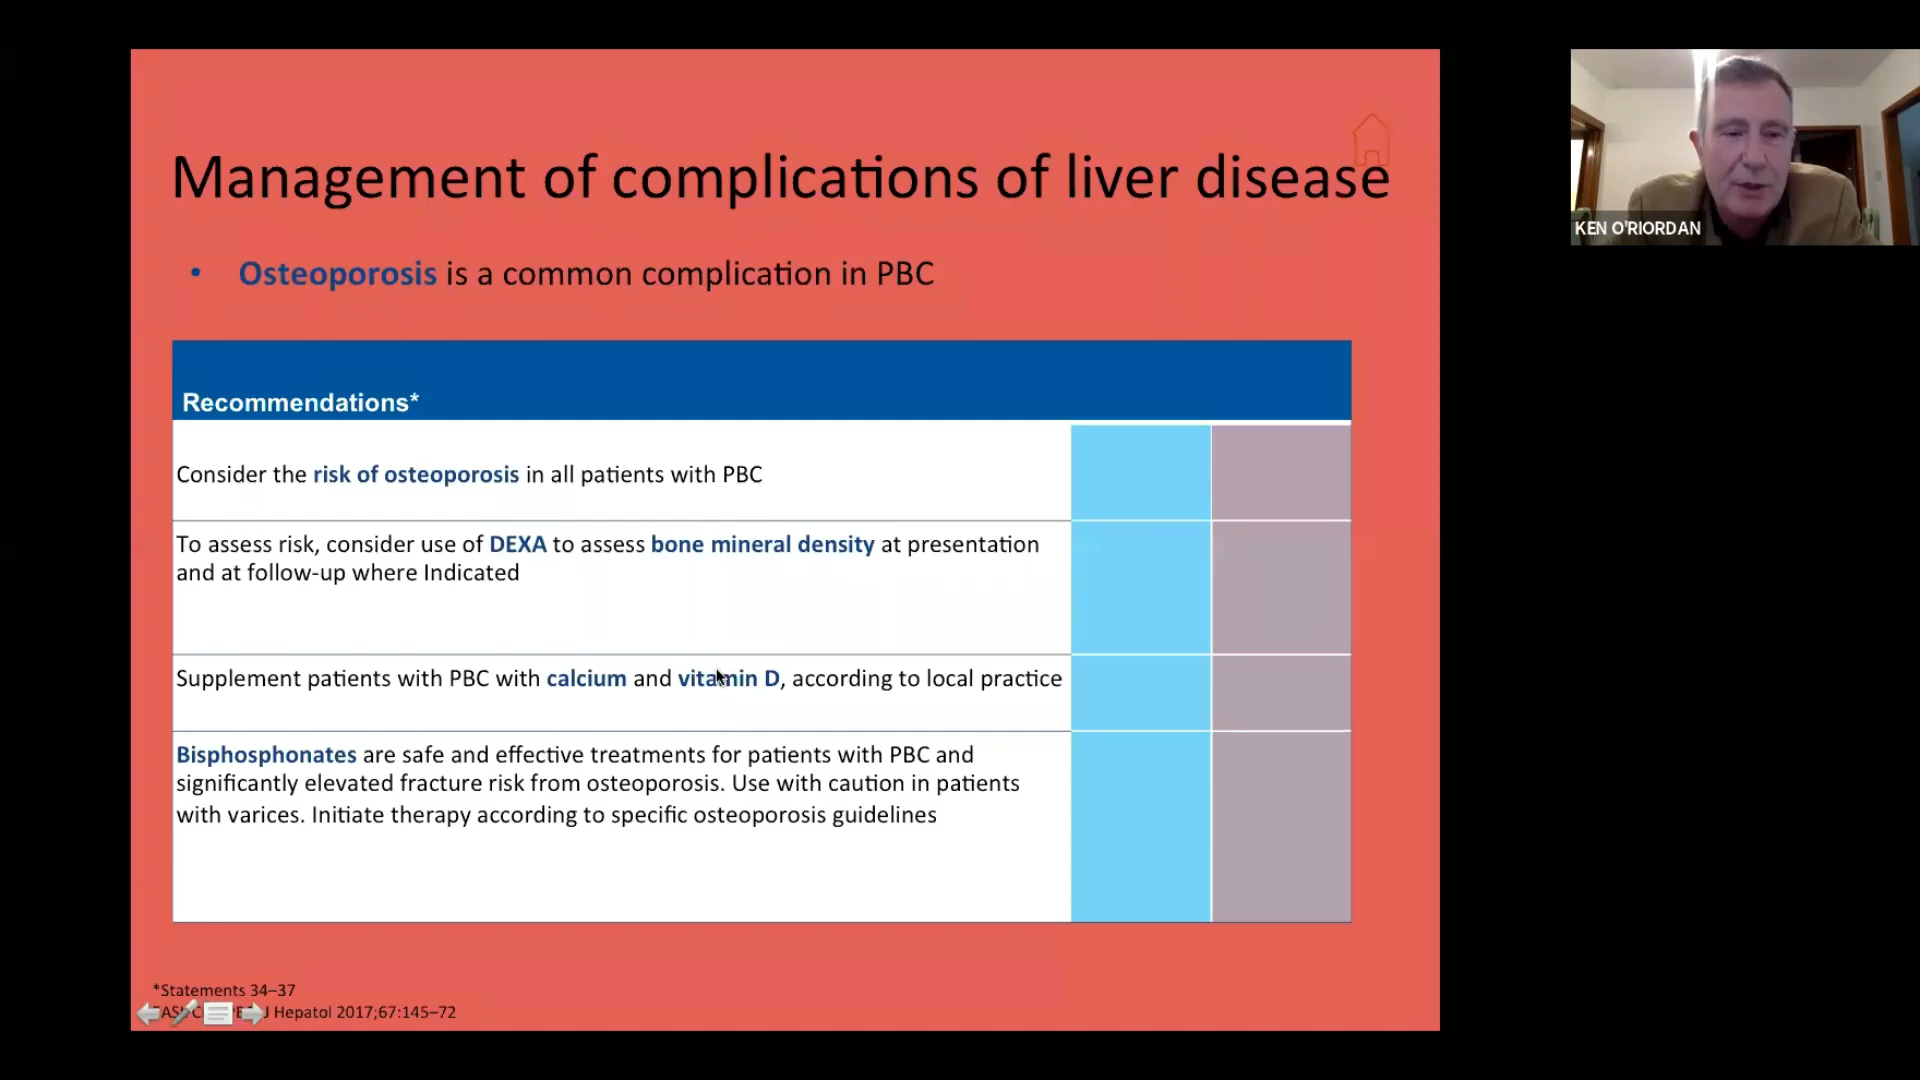 Management of complications of liver disease
• Osteoporosis is a common complication in PBC
Recommendations*
Consider the risk of osteoporosis in all patients with PBC
To assess risk, consider use of DEXA to assess bone mineral density at presentation
and at follow-up where Indicated
Supplement patients with PBC with calcium and vitamin D, according to local practice
Bisphosphonates are safe and effective treatments for patients with PBC and
significantly elevated fracture risk from osteoporosis. Use with caution in patients
with varices. Initiate therapy according to specific osteoporosis guidelines
*Statements 34–37
J Hepatol 2017;67:145–72
KEN O'RIORDAN